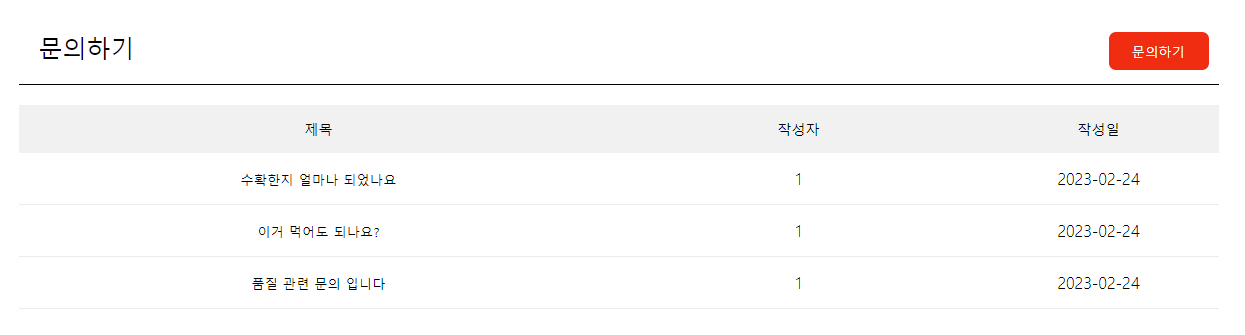 문의하기 문의하기
제목 작성자 작성일
수확한지 얼마나 되었나요 1 2023-02-24
이거 먹어도 되나요? 1 2023-02-24
품질 관련 문의 입니다 1 2023-02-24